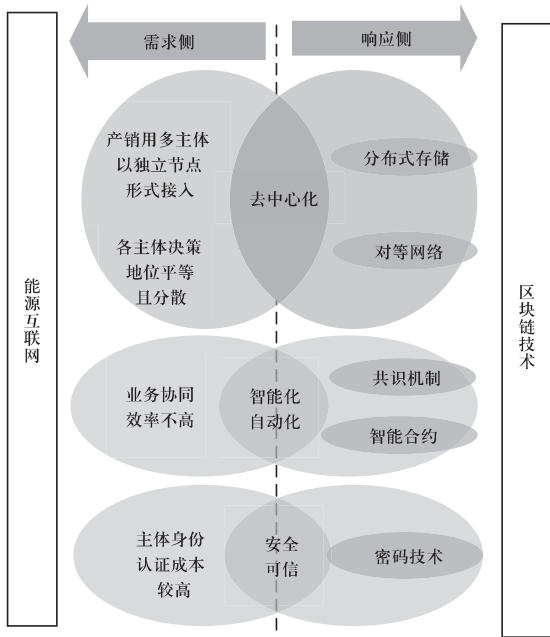 需求侧
响应侧
能源互联网
产销用多主体
以独立节点
形式接入
各主体决策
地位平等
且分散
去中心化
分布式存储
对等网络
业务协同
效率不高
智能化
自动化
共识机制
智能合约
主体身份
认证成本
较高
安全
可信
密码技术
区块链技术